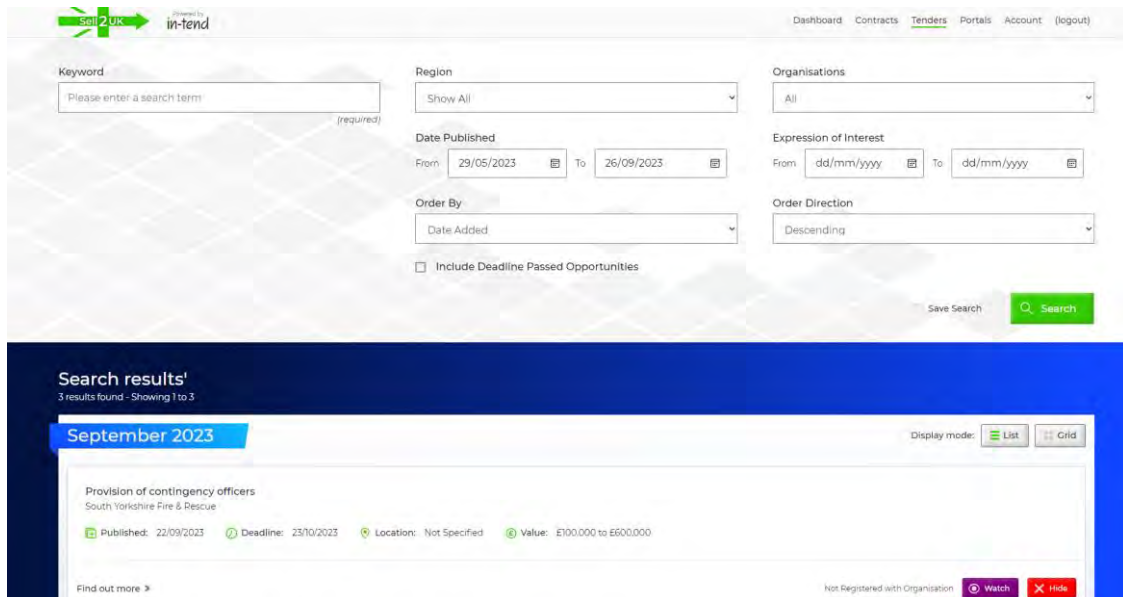 Sell2UK
Powered by
in-tend
Dashboard Contracts Tenders Portals Account (logout)
Keyword
Please enter a search term
(required)
Region
Show All
Organisations
All
Date Published
From 29/05/2023 To 26/09/2023
Expression of Interest
From dd/mm/yyyy To dd/mm/yyyy
Order By
Date Added
Order Direction
Descending
Include Deadline Passed Opportunities
Save Search Search
Search results'
3 results found - Showing 1 to 3
September 2023
Display mode: List Grid
Provision of contingency officers
South Yorkshire Fire & Rescue
Published: 22/09/2023 Deadline: 23/10/2023 Location: Not Specified Value: £100,000 to £600,000
Find out more »
Not Registered with Organisation Watch Hide